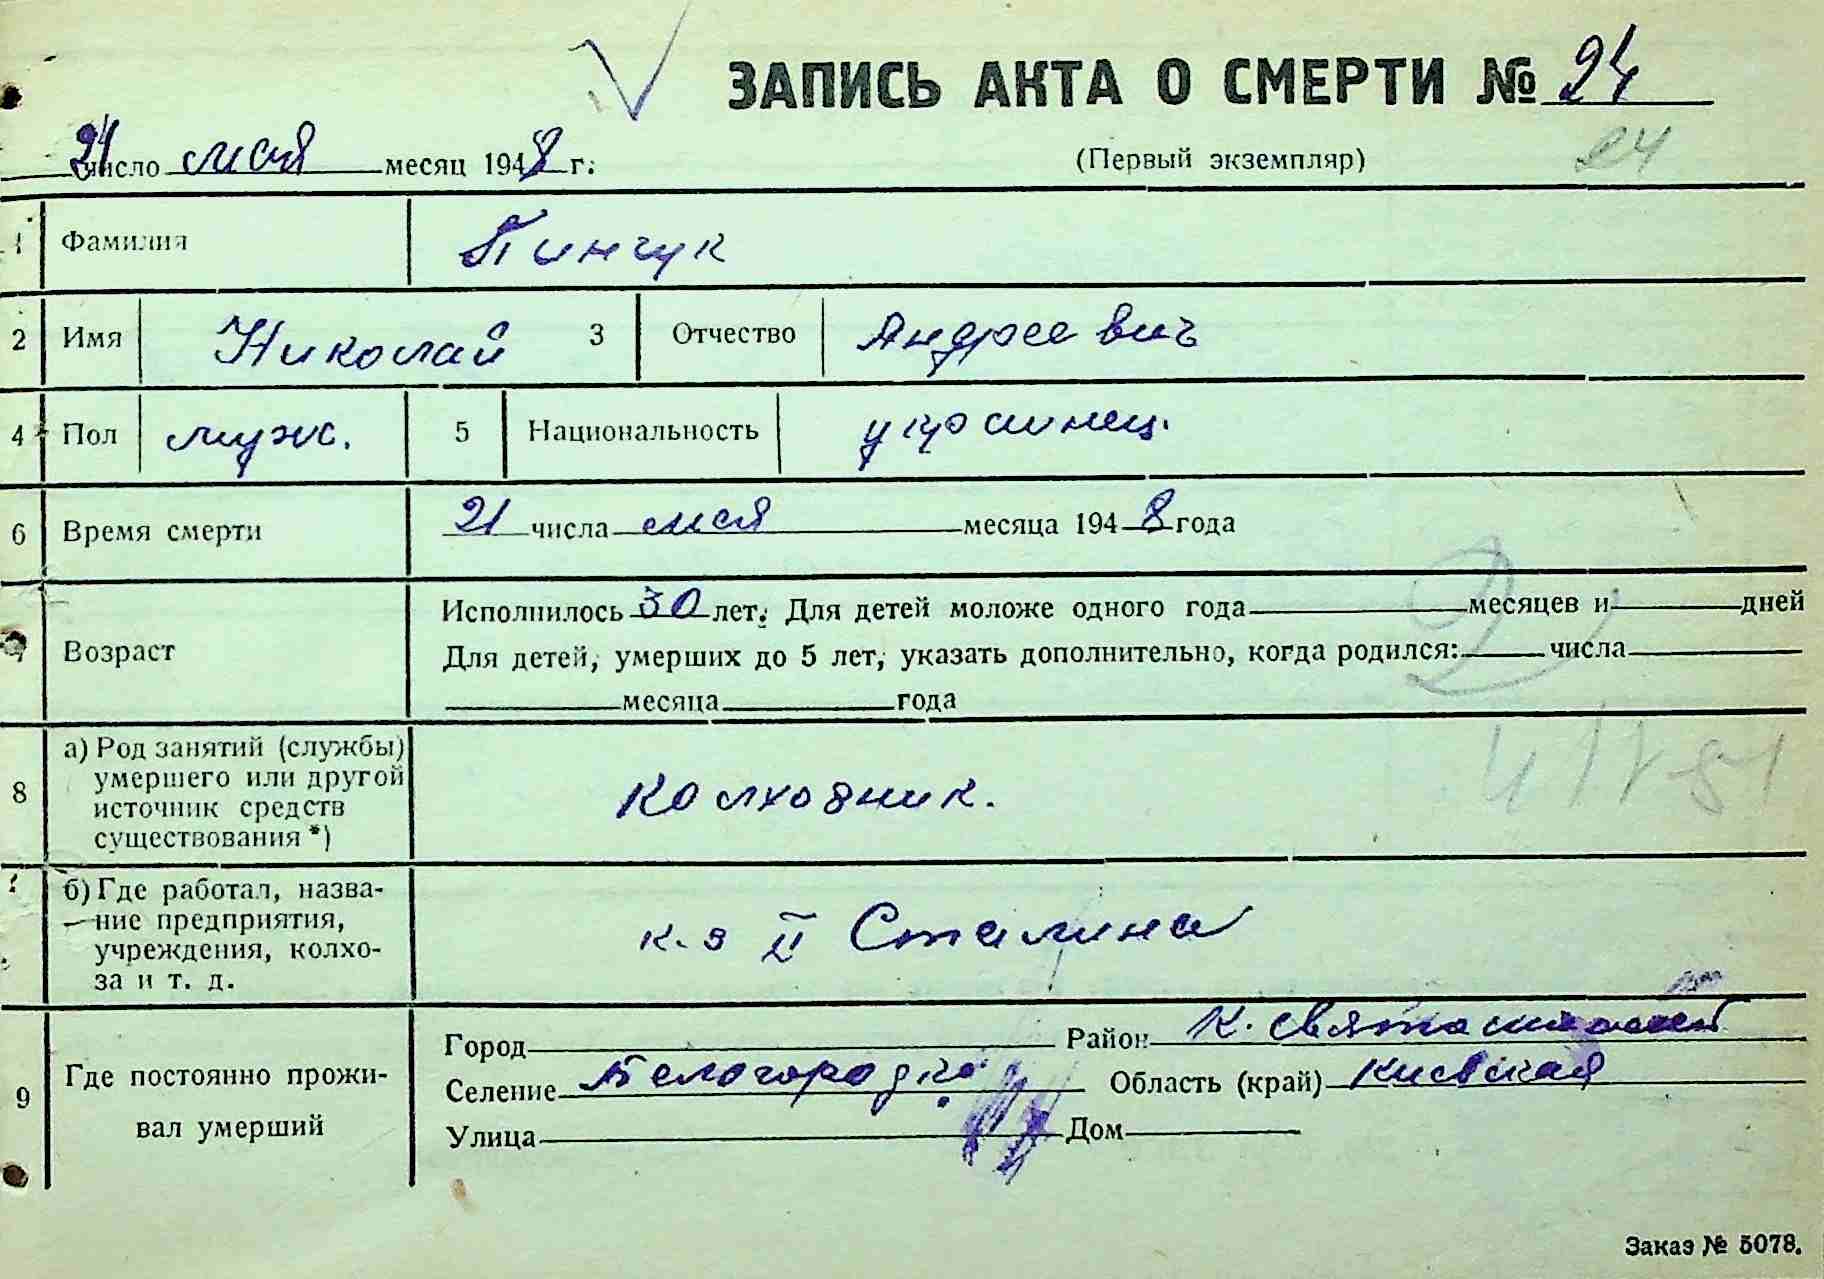 ЗАПИСЬ АКТА О СМЕРТИ № 24
21 число мая месяц 1948 г. (Первый экземпляр) 24
1 Фамилия Пинчук
2 Имя Николай 3 Отчество Андреевич
4 Пол муж. 5 Национальность украинец.
6 Время смерти 21 числа мая месяца 1948 года
Исполнилось 30 лет. Для детей моложе одного года месяцев и дней
7 Возраст Для детей, умерших до 5 лет, указать дополнительно, когда родился: числа
месяца года
а) Род занятий (службы)
умершего или другой
8 источник средств Колхозник.
существования *)
б) Где работал, назва-
ние предприятия, к-з II Сталина
учреждения, колхо-
за и т. д.
Город Район К. Святошинский
9 Где постоянно прожи- Селение Белогородка Область (край) Киевская
вал умерший Улица Дом
Заказ № 5078.